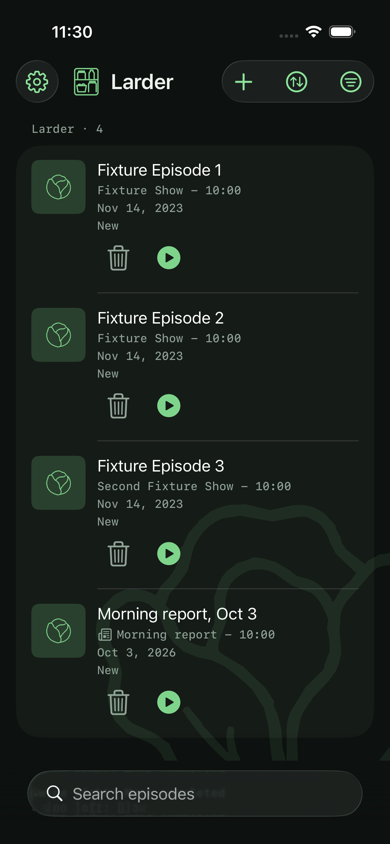 11:30
Larder
Larder · 4
Fixture Episode 1
Fixture Show – 10:00
Nov 14, 2023
New
Fixture Episode 2
Fixture Show – 10:00
Nov 14, 2023
New
Fixture Episode 3
Second Fixture Show – 10:00
Nov 14, 2023
New
Morning report, Oct 3
Morning report – 10:00
Oct 3, 2026
New
Search episodes